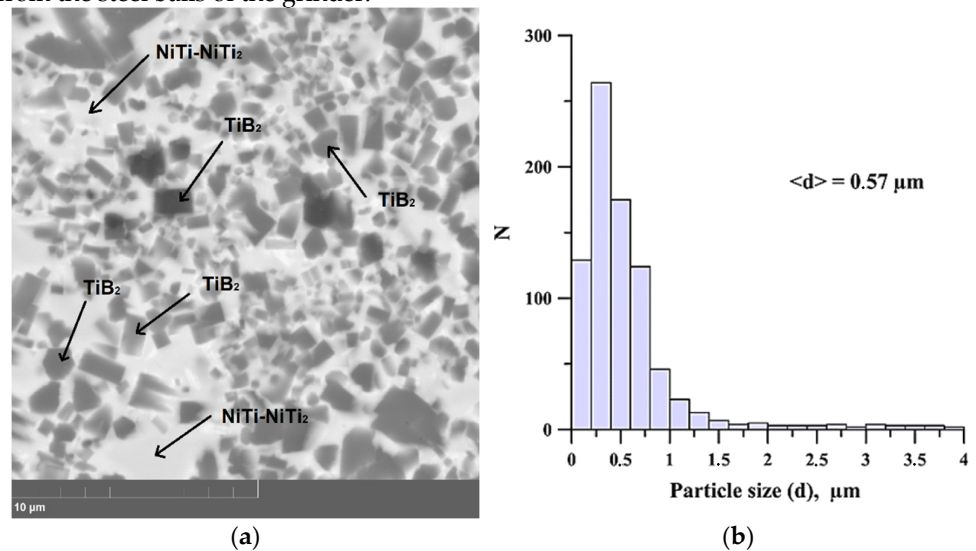 from the steel balls of the grinder.
NiTi-NiTi₂
TiB₂
TiB₂
TiB₂
TiB₂
NiTi-NiTi₂
10 µm
(a)
300
200
100
0
N
<d> = 0.57 µm
0 0.5 1 1.5 2 2.5 3 3.5 4
Particle size (d), µm
(b)